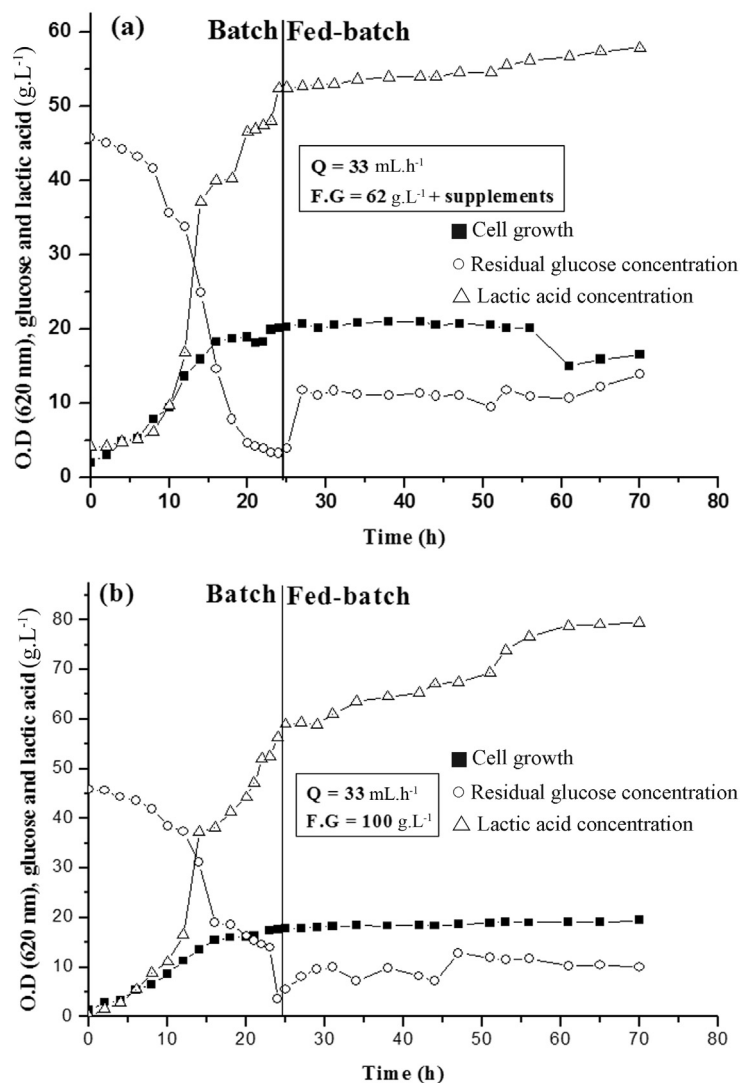 (a) Batch Fed-batch
O.D (620 nm), glucose and lactic acid (g.L⁻¹)
60
50
40
30
20
10
0
Q = 33 mL.h⁻¹
F.G = 62 g.L⁻¹ + supplements
Cell growth
Residual glucose concentration
Lactic acid concentration
0 10 20 30 40 50 60 70 80
Time (h)
(b) Batch Fed-batch
O.D (620 nm), glucose and lactic acid (g.L⁻¹)
80
70
60
50
40
30
20
10
0
Q = 33 mL.h⁻¹
F.G = 100 g.L⁻¹
Cell growth
Residual glucose concentration
Lactic acid concentration
0 10 20 30 40 50 60 70 80
Time (h)